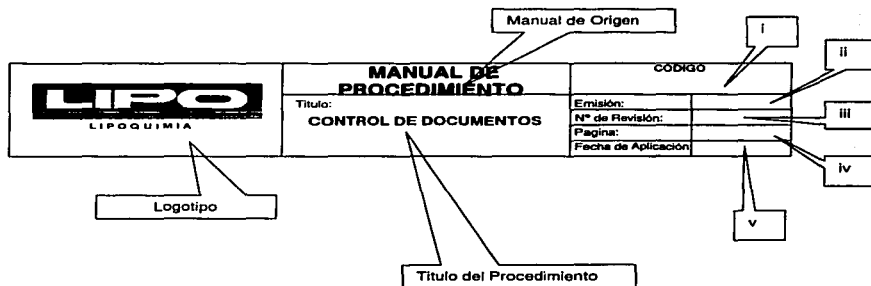 Manual de Origen
i
ii
MANUAL DE
PROCEDIMIENTO
CODIGO
LIPO
LIPOQUIMIA
Titulo:
CONTROL DE DOCUMENTOS
Emisión:
N° de Revisión:
Pagina:
Fecha de Aplicación
iii
iv
Logotipo
v
Titulo del Procedimiento